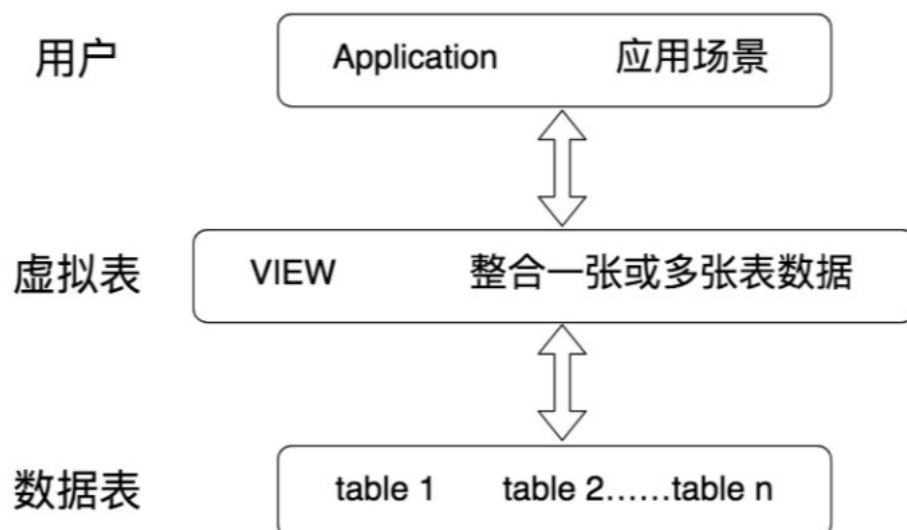 用户 Application 应用场景
虚拟表 VIEW 整合一张或多张表数据
数据表 table 1 table 2……table n